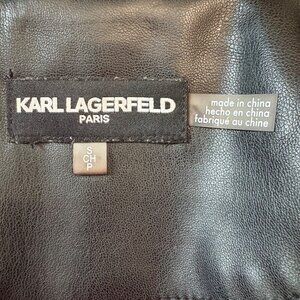 KARL LAGERFELD
PARIS
made in china
hecho en china
fabriqué au chine
S
CH
P